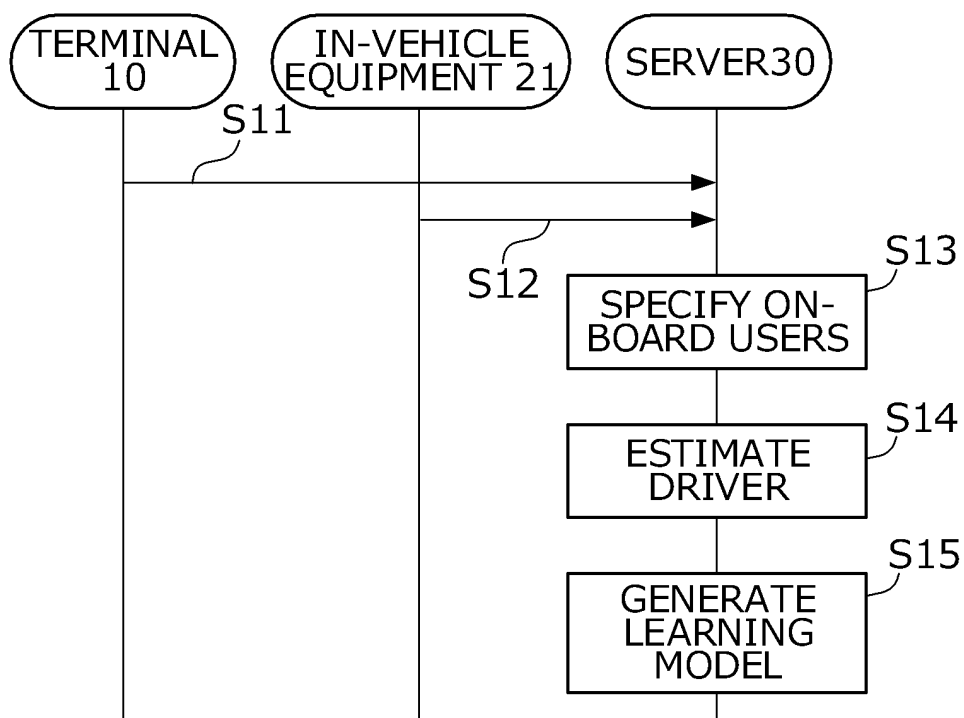 TERMINAL
10
IN-VEHICLE
EQUIPMENT 21
SERVER30
S11
S12
S13
SPECIFY ON-
BOARD USERS
S14
ESTIMATE
DRIVER
S15
GENERATE
LEARNING
MODEL